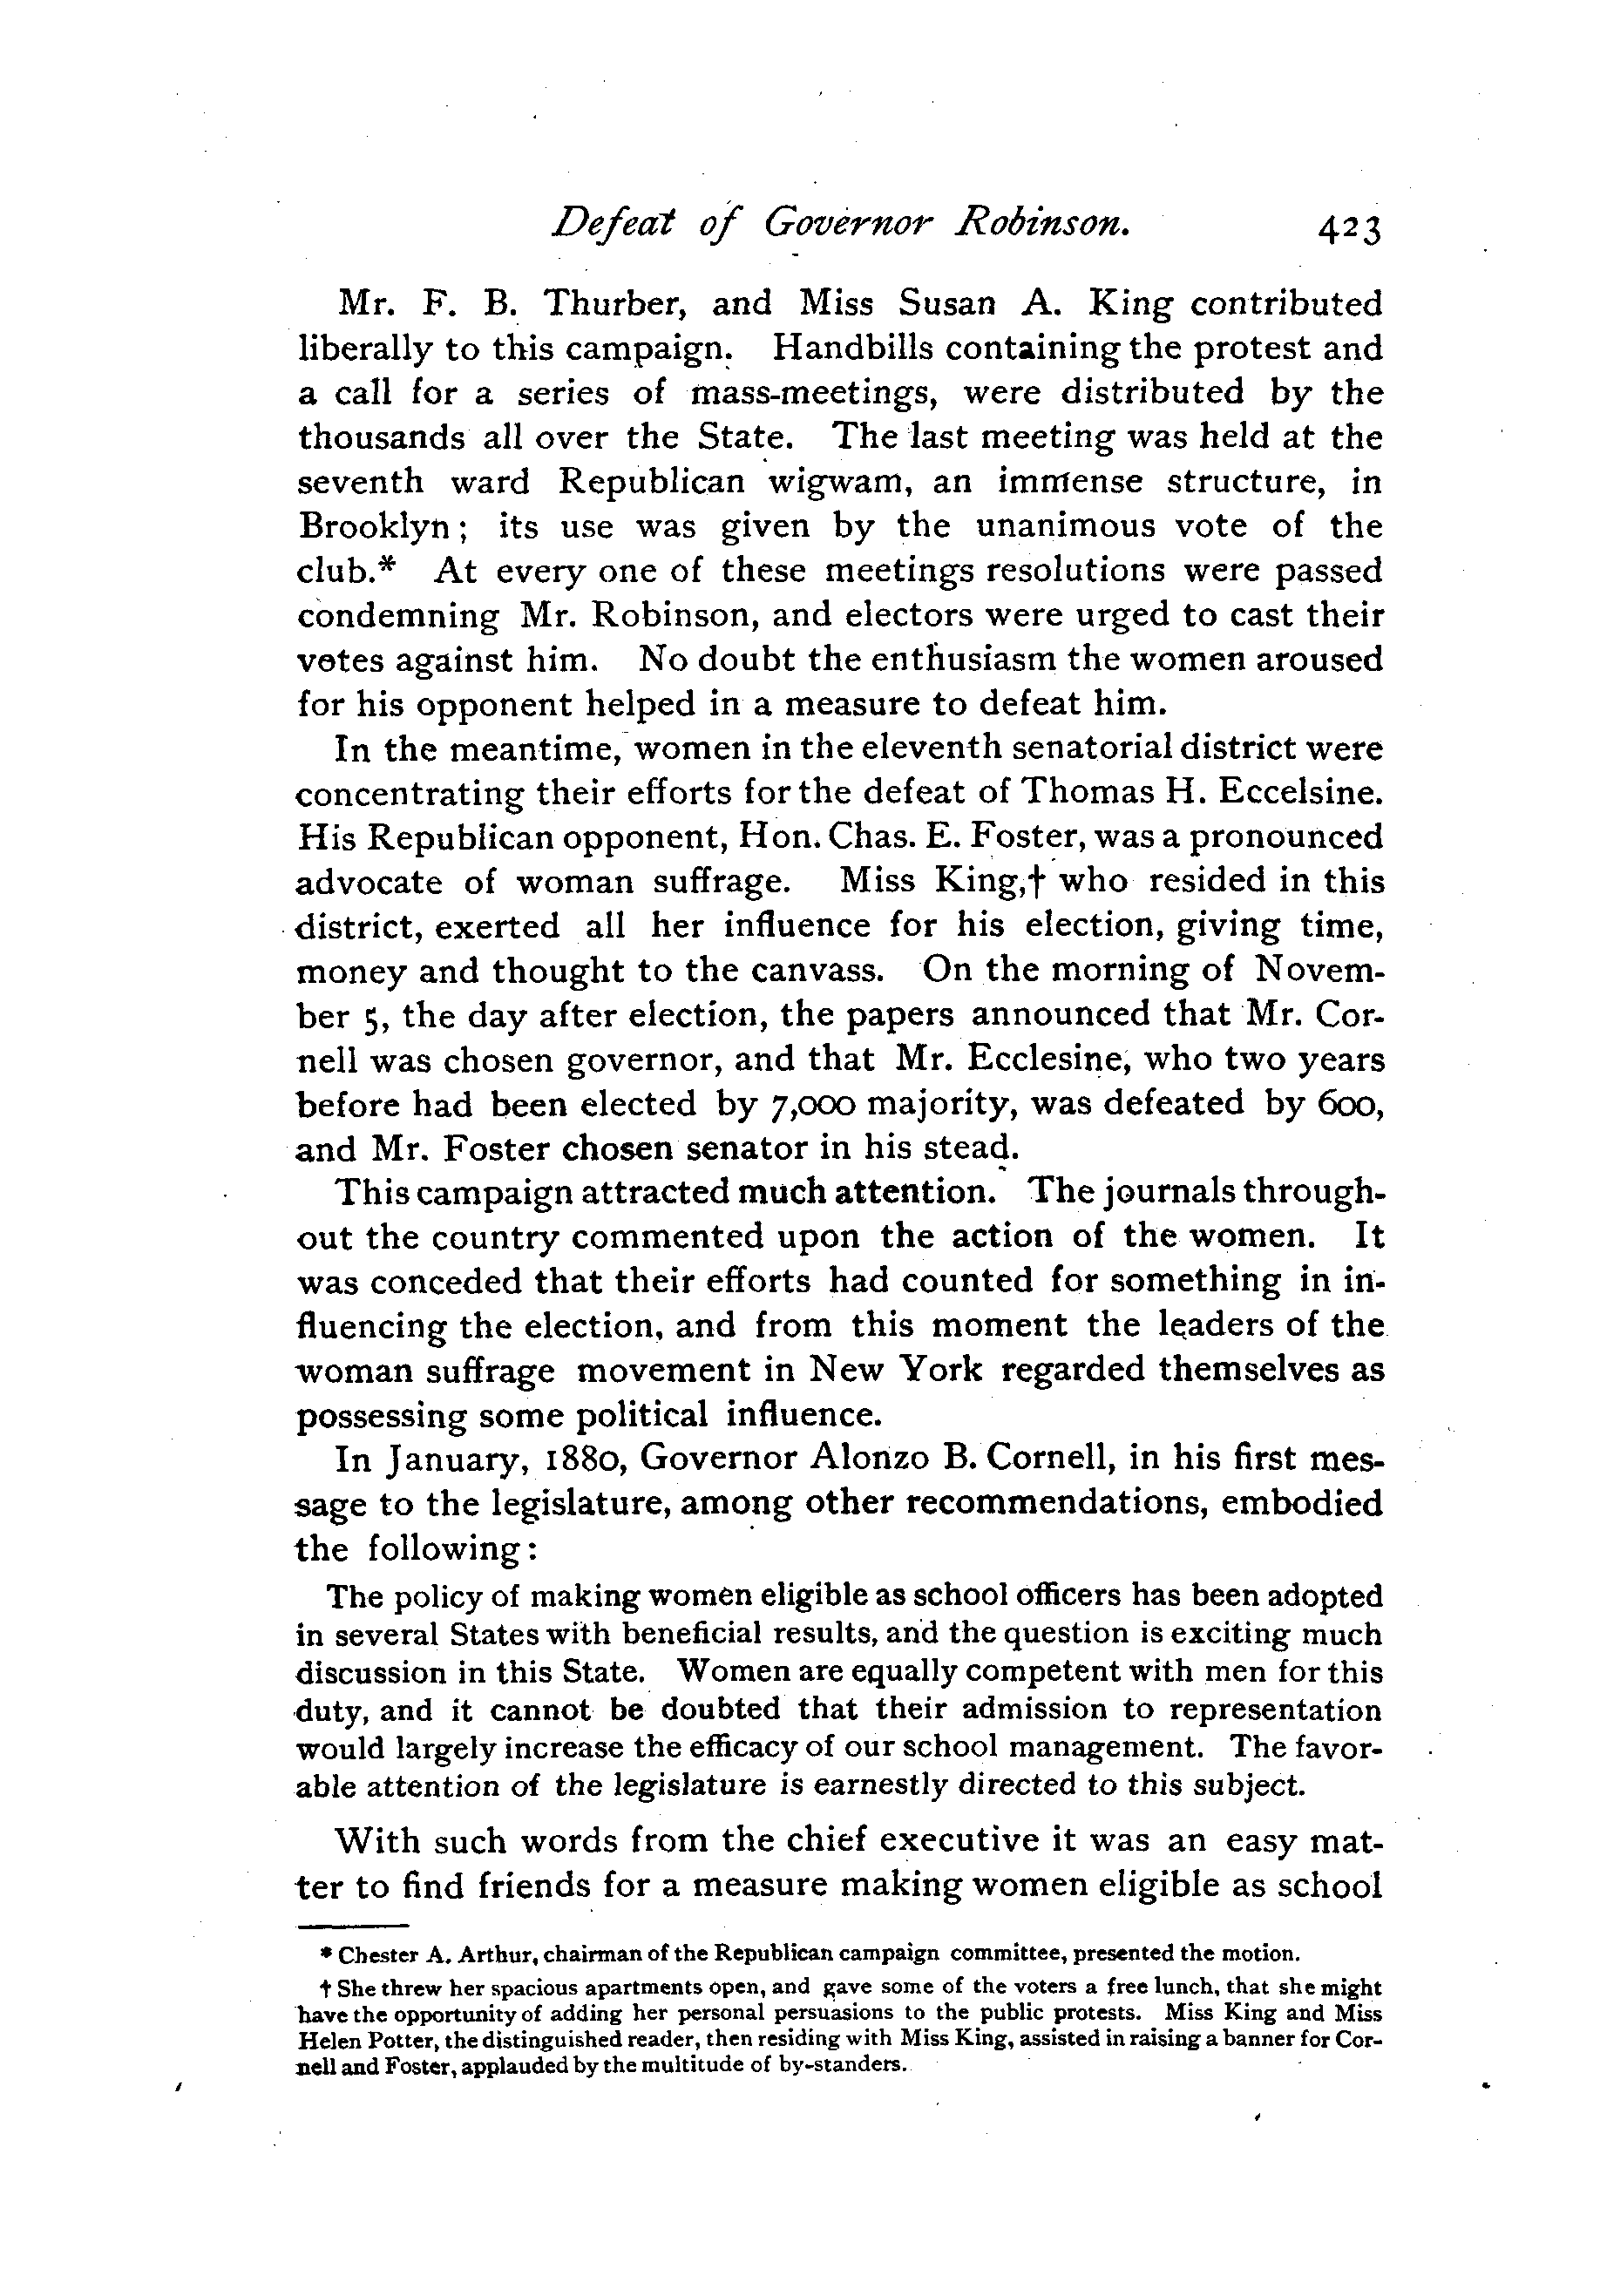 Defeat of Governor Robinson. 423
Mr. F. B. Thurber, and Miss Susan A. King contributed
liberally to this campaign. Handbills containing the protest and
a call for a series of mass-meetings, were distributed by the
thousands all over the State. The last meeting was held at the
seventh ward Republican wigwam, an immense structure, in
Brooklyn; its use was given by the unanimous vote of the
club.* At every one of these meetings resolutions were passed
condemning Mr. Robinson, and electors were urged to cast their
votes against him. No doubt the enthusiasm the women aroused
for his opponent helped in a measure to defeat him.
In the meantime, women in the eleventh senatorial district were
concentrating their efforts for the defeat of Thomas H. Eccelsine.
His Republican opponent, Hon. Chas. E. Foster, was a pronounced
advocate of woman suffrage. Miss King,† who resided in this
district, exerted all her influence for his election, giving time,
money and thought to the canvass. On the morning of Novem-
ber 5, the day after election, the papers announced that Mr. Cor-
nell was chosen governor, and that Mr. Ecclesine, who two years
before had been elected by 7,000 majority, was defeated by 600,
and Mr. Foster chosen senator in his stead.
This campaign attracted much attention. The journals through-
out the country commented upon the action of the women. It
was conceded that their efforts had counted for something in in-
fluencing the election, and from this moment the leaders of the
woman suffrage movement in New York regarded themselves as
possessing some political influence.
In January, 1880, Governor Alonzo B. Cornell, in his first mes-
sage to the legislature, among other recommendations, embodied
the following:
The policy of making women eligible as school officers has been adopted
in several States with beneficial results, and the question is exciting much
discussion in this State. Women are equally competent with men for this
duty, and it cannot be doubted that their admission to representation
would largely increase the efficacy of our school management. The favor-
able attention of the legislature is earnestly directed to this subject.
With such words from the chief executive it was an easy mat-
ter to find friends for a measure making women eligible as school
* Chester A. Arthur, chairman of the Republican campaign committee, presented the motion.
† She threw her spacious apartments open, and gave some of the voters a free lunch, that she might
have the opportunity of adding her personal persuasions to the public protests. Miss King and Miss
Helen Potter, the distinguished reader, then residing with Miss King, assisted in raising a banner for Cor-
nell and Foster, applauded by the multitude of by-standers.